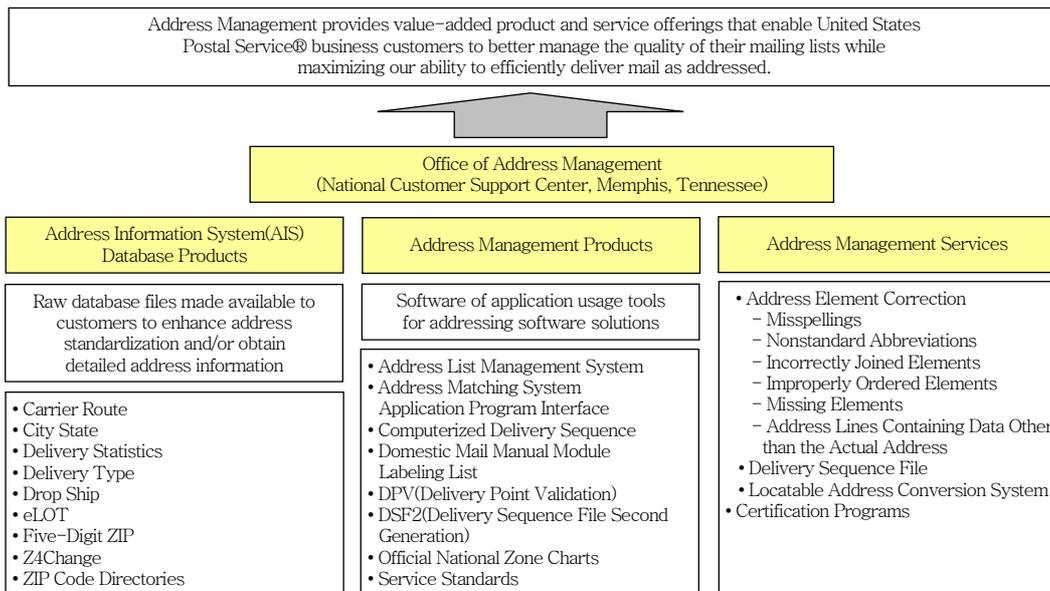 Address Management provides value-added product and service offerings that enable United States
Postal Service® business customers to better manage the quality of their mailing lists while
maximizing our ability to efficiently deliver mail as addressed.
Office of Address Management
(National Customer Support Center, Memphis, Tennessee)
Address Information System(AIS)
Database Products
Raw database files made available to
customers to enhance address
standardization and/or obtain
detailed address information
• Carrier Route
• City State
• Delivery Statistics
• Delivery Type
• Drop Ship
• eLOT
• Five-Digit ZIP
• Z4Change
• ZIP Code Directories
Address Management Products
Software of application usage tools
for addressing software solutions
• Address List Management System
• Address Matching System
Application Program Interface
• Computerized Delivery Sequence
• Domestic Mail Manual Module
Labeling List
• DPV(Delivery Point Validation)
• DSF2(Delivery Sequence File Second
Generation)
• Official National Zone Charts
• Service Standards
Address Management Services
• Address Element Correction
- Misspellings
- Nonstandard Abbreviations
- Incorrectly Joined Elements
- Improperly Ordered Elements
- Missing Elements
- Address Lines Containing Data Other
than the Actual Address
• Delivery Sequence File
• Locatable Address Conversion System
• Certification Programs